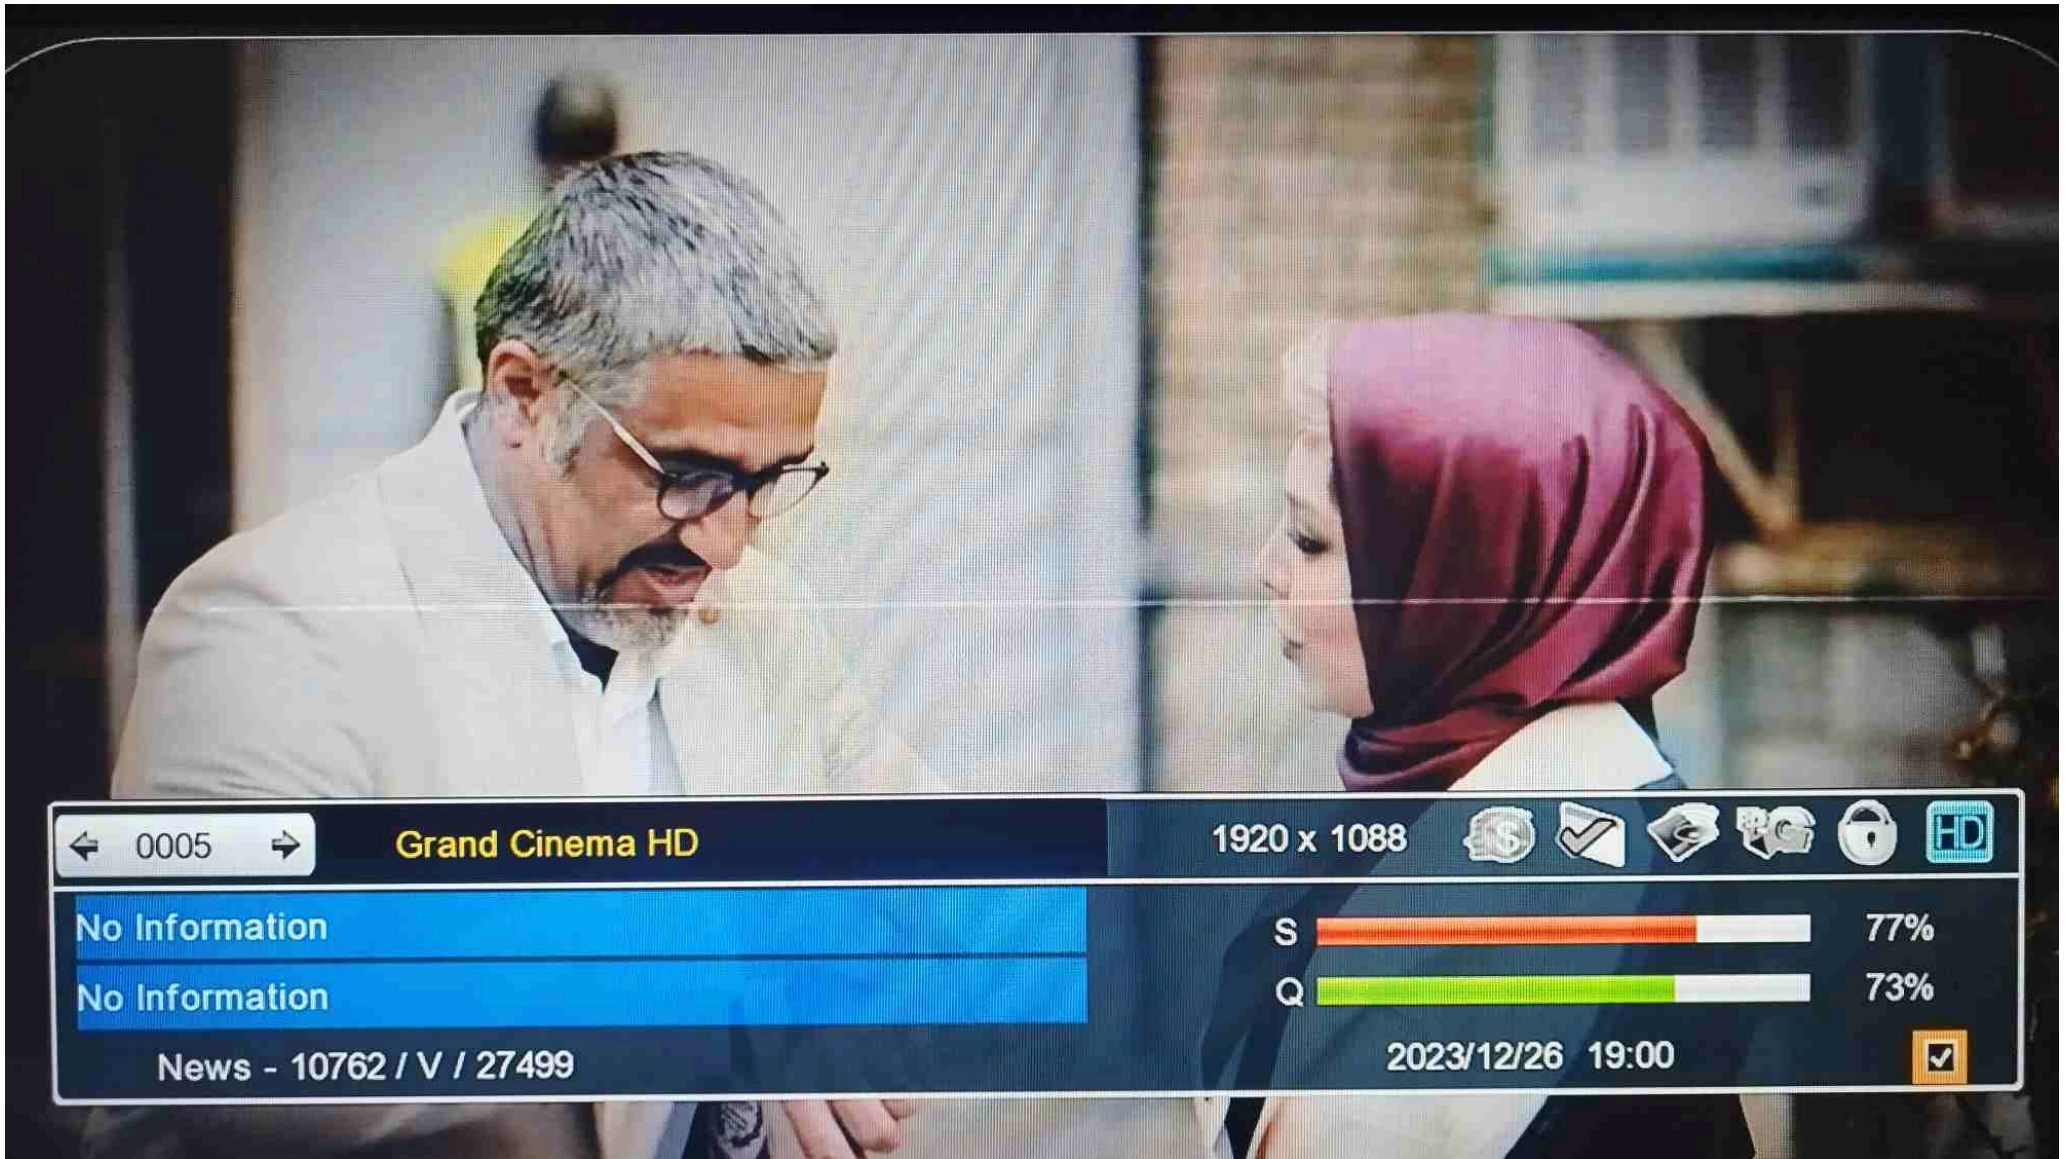 0005 Grand Cinema HD 1920 x 1088 HD
No Information
S 77%
No Information
Q 73%
News - 10762 / V / 27499 2023/12/26 19:00